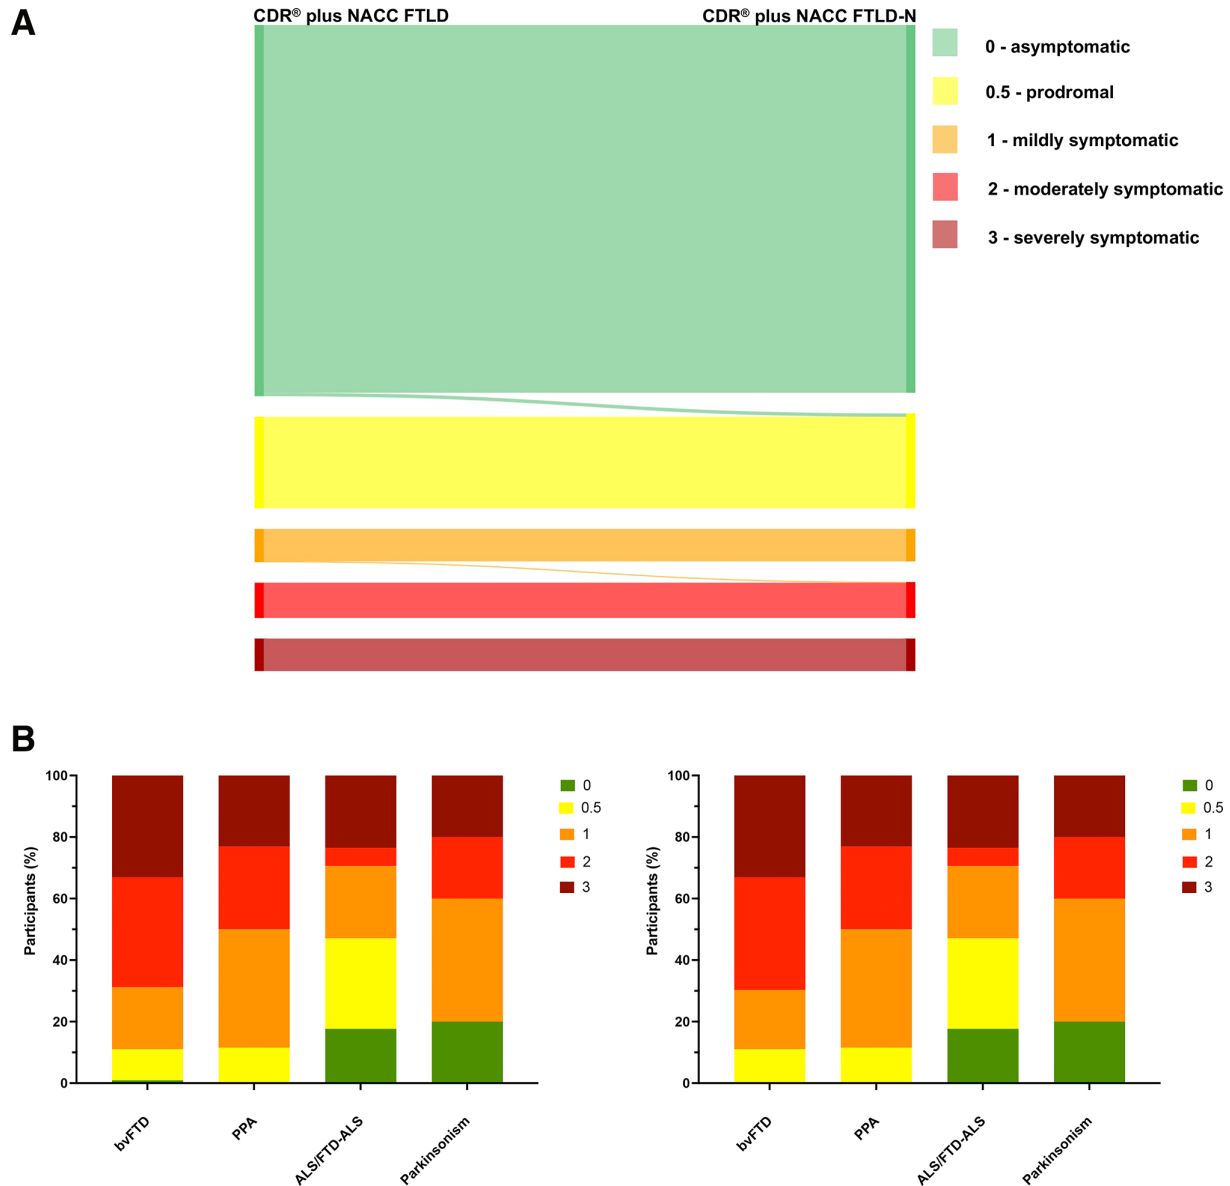 A
CDR® plus NACC FTLD
CDR® plus NACC FTLD-N
0 - asymptomatic
0.5 - prodromal
1 - mildly symptomatic
2 - moderately symptomatic
3 - severely symptomatic
B
Participants (%)
100
80
60
40
20
0
bvFTD
PPA
ALS/FTD-ALS
Parkinsonism
0
0.5
1
2
3
Participants (%)
100
80
60
40
20
0
bvFTD
PPA
ALS/FTD-ALS
Parkinsonism
0
0.5
1
2
3